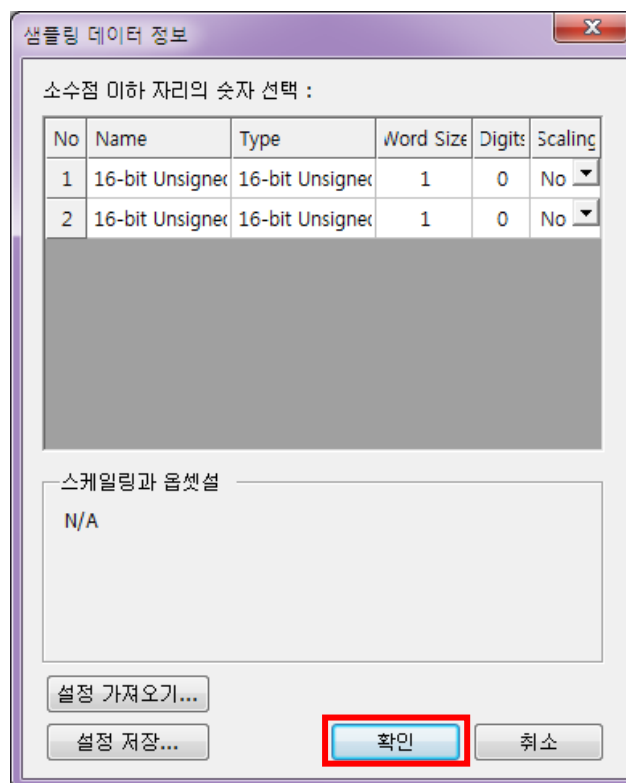 샘플링 데이터 정보
소수점 이하 자리의 숫자 선택 :
No Name Type Word Size Digits Scaling
1 16-bit Unsigned 16-bit Unsigned 1 0 No
2 16-bit Unsigned 16-bit Unsigned 1 0 No
스케일링과 옵셋설
N/A
설정 가져오기...
설정 저장... 확인 취소